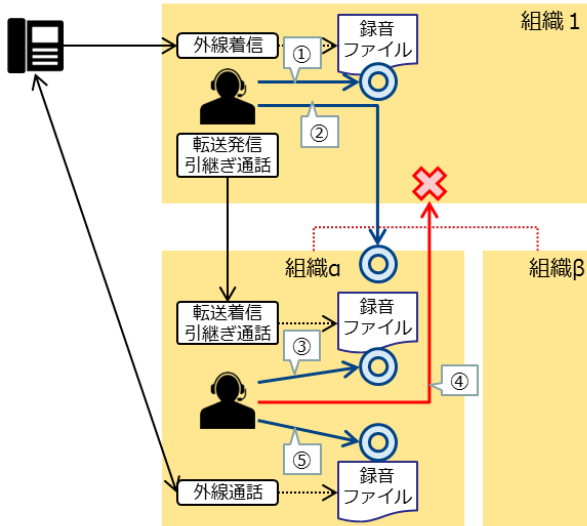 組織１
外線着信
録音
ファイル
①
②
転送発信
引継ぎ通話
組織α
組織β
転送着信
引継ぎ通話
録音
ファイル
③
④
⑤
外線通話
録音
ファイル